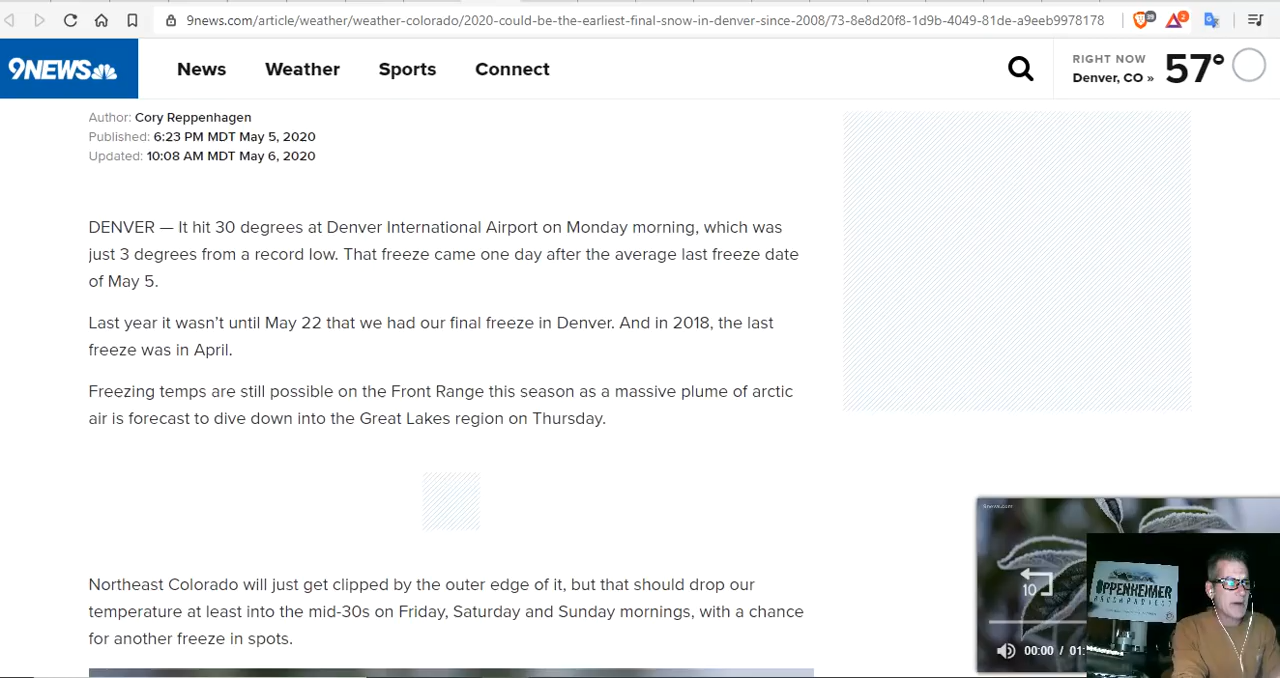 9news.com/article/weather/weather-colorado/2020-could-be-the-earliest-final-snow-in-denver-since-2008/73-8e8d20f8-1d9b-4049-81de-a9eeb9978178
39
2
9NEWS
News
Weather
Sports
Connect
RIGHT NOW
Denver, CO »
57°
Author: Cory Reppenhagen
Published: 6:23 PM MDT May 5, 2020
Updated: 10:08 AM MDT May 6, 2020
DENVER — It hit 30 degrees at Denver International Airport on Monday morning, which was
just 3 degrees from a record low. That freeze came one day after the average last freeze date
of May 5.
Last year it wasn't until May 22 that we had our final freeze in Denver. And in 2018, the last
freeze was in April.
Freezing temps are still possible on the Front Range this season as a massive plume of arctic
air is forecast to dive down into the Great Lakes region on Thursday.
9news.com
Northeast Colorado will just get clipped by the outer edge of it, but that should drop our
temperature at least into the mid-30s on Friday, Saturday and Sunday mornings, with a chance
for another freeze in spots.
10
OPPENHEIMER
00:00 / 01: